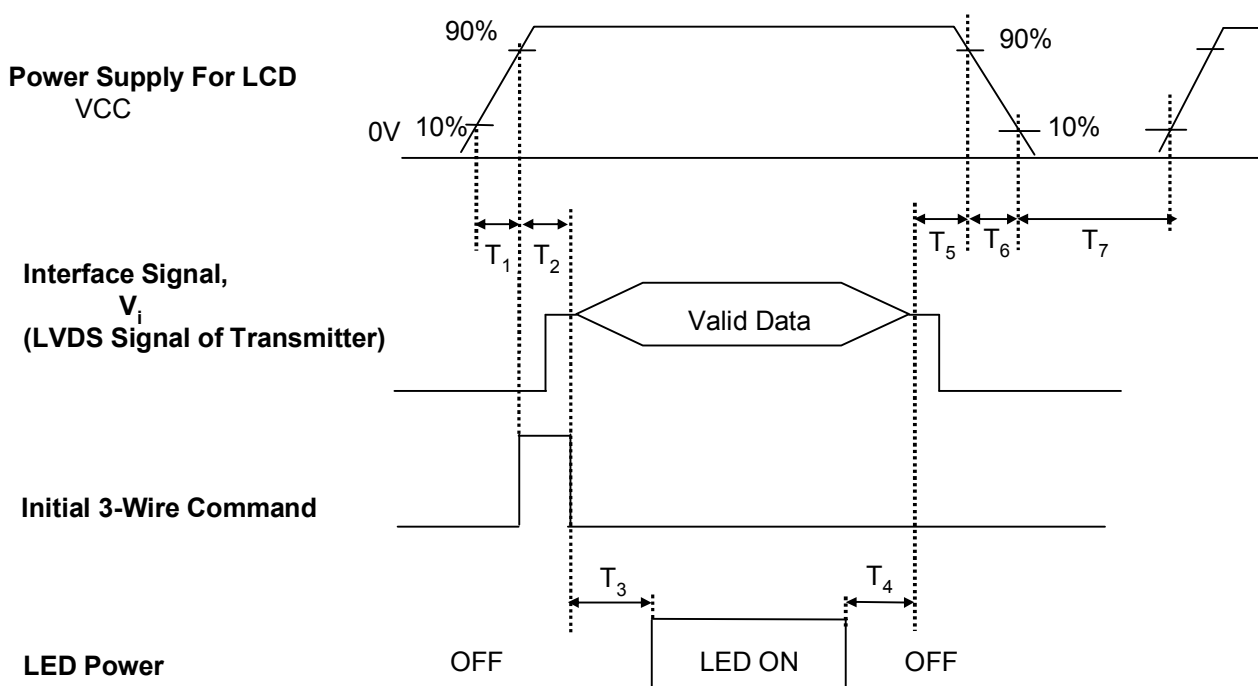 90%
90%
Power Supply For LCD
VCC
0V
10%
10%
T1
T2
T5
T6
T7
Interface Signal,
Vi
(LVDS Signal of Transmitter)
Valid Data
Initial 3-Wire Command
T3
T4
LED Power
OFF
LED ON
OFF